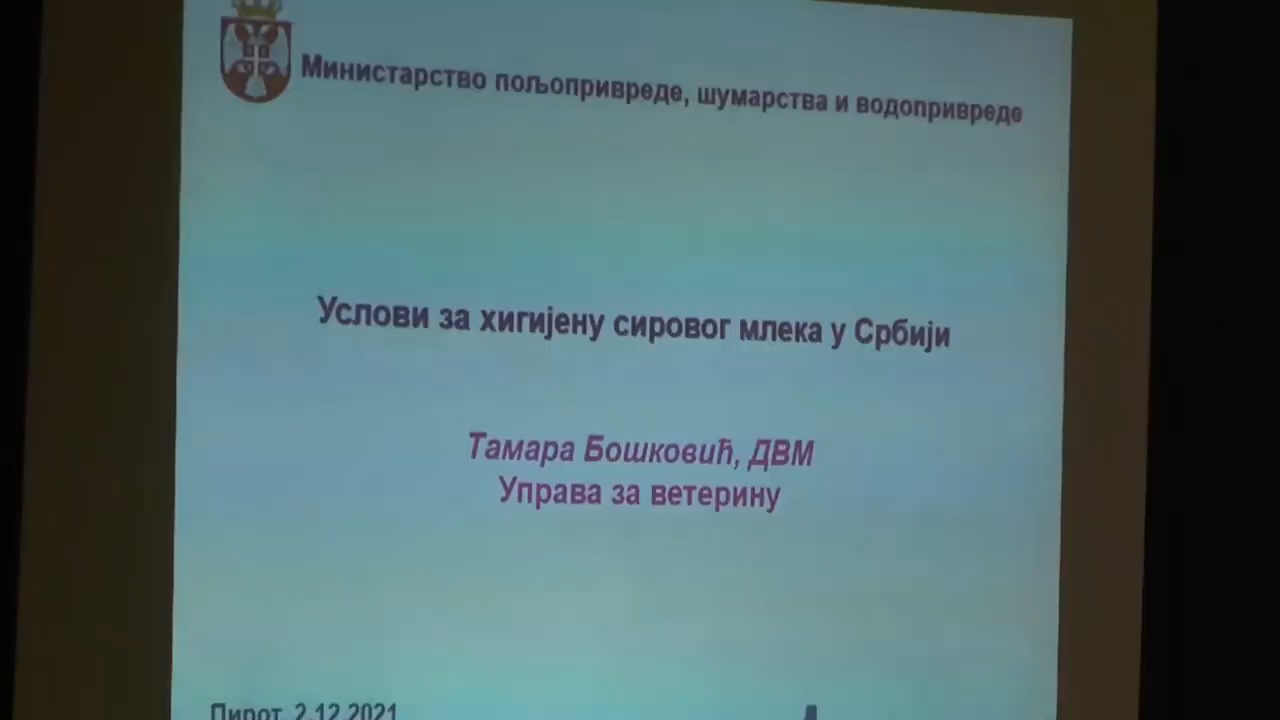 Министарство пољопривреде, шумарства и водопривреде
Услови за хигијену сировог млека у Србији
Тамара Бошковић, ДВМ
Управа за ветерину
Пирот, 2.12.2021